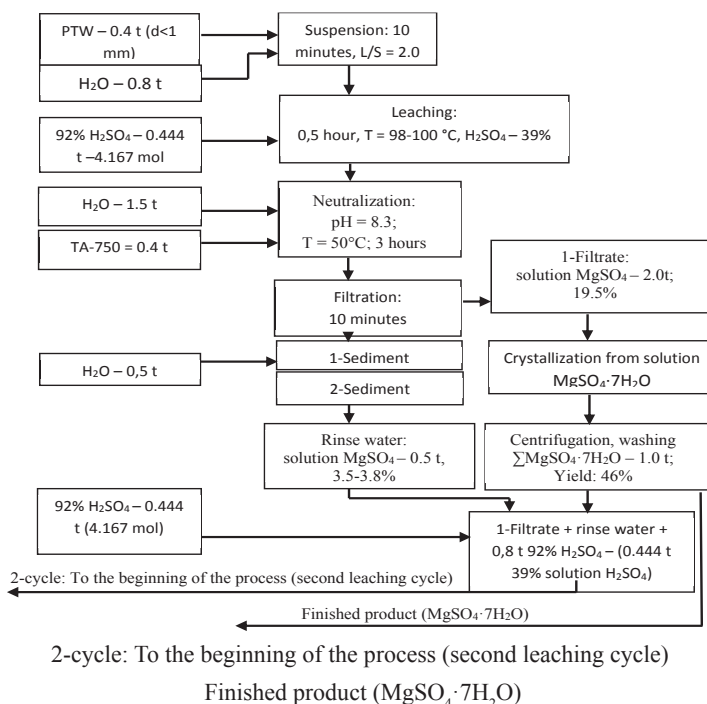 PTW – 0.4 t (d<1
mm)
Suspension: 10
minutes, L/S = 2.0
H₂O – 0.8 t
Leaching:
0,5 hour, T = 98-100 °C, H₂SO₄ – 39%
92% H₂SO₄ – 0.444
t –4.167 mol
H₂O – 1.5 t
Neutralization:
pH = 8.3;
T = 50°C; 3 hours
TA-750 = 0.4 t
1-Filtrate:
solution MgSO₄ – 2.0t;
19.5%
Filtration:
10 minutes
H₂O – 0,5 t
1-Sediment
2-Sediment
Crystallization from solution
MgSO₄·7H₂O
Rinse water:
solution MgSO₄ – 0.5 t,
3.5-3.8%
Centrifugation, washing
∑MgSO₄·7H₂O – 1.0 t;
Yield: 46%
92% H₂SO₄ – 0.444
t (4.167 mol)
1-Filtrate + rinse water +
0,8 t 92% H₂SO₄ – (0.444 t
39% solution H₂SO₄)
2-cycle: To the beginning of the process (second leaching cycle)
Finished product (MgSO₄·7H₂O)
2-cycle: To the beginning of the process (second leaching cycle)
Finished product (MgSO₄·7H₂O)